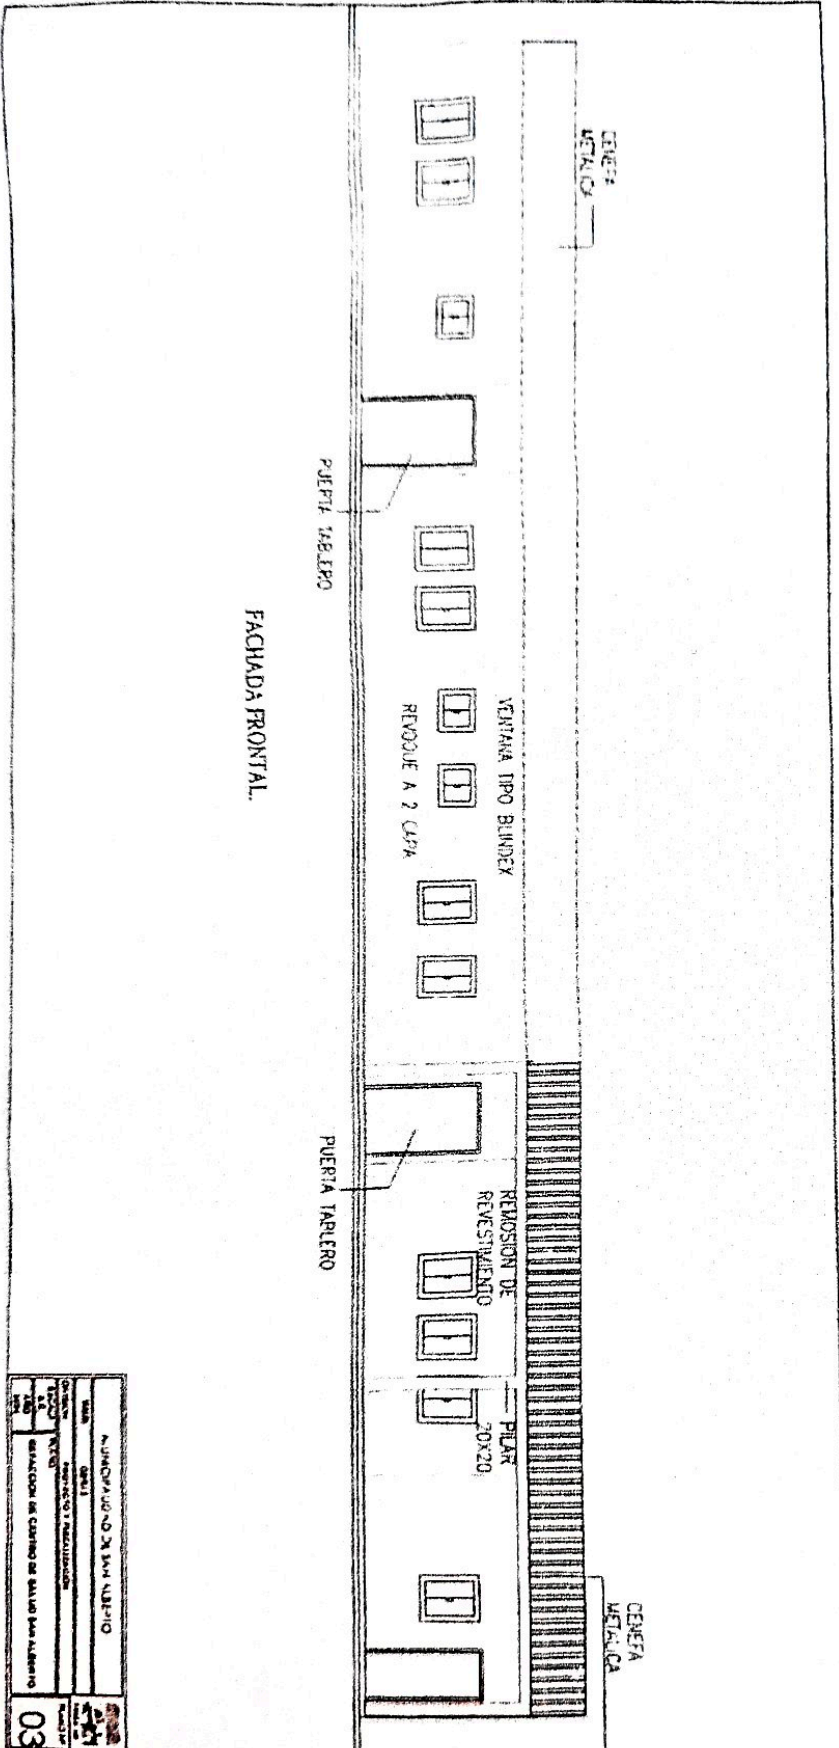 CENEFA
METALICA
PUERTA TABLERO
VENTANA TIPO BLINDEX
REVOQUE A 2 CAPA
FACHADA FRONTAL.
PUERTA TABLERO
REMOSION DE
REVESTIMIENTO
PILAR
20X20
CENEFA
METALICA
MUNICIPALIDAD DE SAN ALBERTO
REFACCION DE CENTRO DE SALUD SAN ALBERTO
03